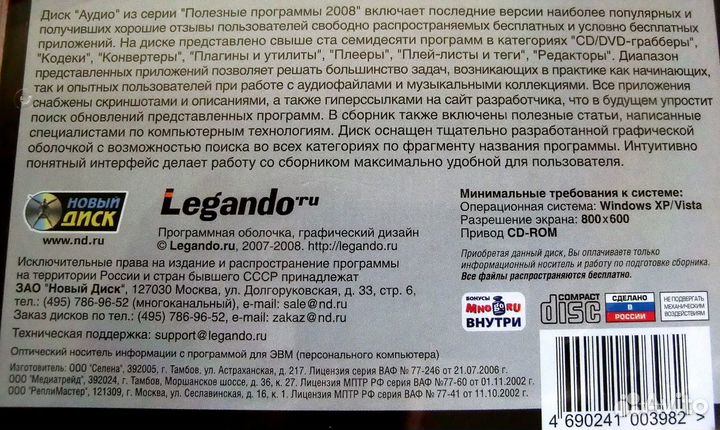 Диск "Аудио" из серии "Полезные программы 2008" включает последние версии наиболее популярных и
получивших хорошие отзывы пользователей свободно распространяемых бесплатных и условно бесплатных
приложений. На диске представлено свыше ста семидесяти программ в категориях "CD/DVD-грабберы",
"Кодеки", "Конвертеры", "Плагины и утилиты", "Плееры", "Плей-листы и теги", "Редакторы". Диапазон
представленных приложений позволяет решать большинство задач, возникающих в практике как начинающих,
так и опытных пользователей при работе с аудиофайлами и музыкальными коллекциями. Все приложения
снабжены скриншотами и описаниями, а также гиперссылками на сайт разработчика, что в будущем упростит
поиск обновлений представленных программ. В сборник также включены полезные статьи, написанные
специалистами по компьютерным технологиям. Диск оснащен тщательно разработанной графической
оболочкой с возможностью поиска во всех категориях по фрагменту названия программы. Интуитивно
понятный интерфейс делает работу со сборником максимально удобной для пользователя.
НОВЫЙ
ДИСК
www.nd.ru
Legando.ru
Программная оболочка, графический дизайн
© Legando.ru, 2007-2008. http://legando.ru
Минимальные требования к системе:
Операционная система: Windows XP/Vista
Разрешение экрана: 800x600
Привод CD-ROM
Приобретая данный диск, Вы оплачиваете только
информационный носитель и работу по подготовке сборника.
Все файлы распространяются бесплатно.
Исключительные права на издание и распространение программы
на территории России и стран бывшего СССР принадлежат
ЗАО "Новый Диск", 127030 Москва, ул. Долгоруковская, д. 33, стр. 6,
тел.: (495) 786-96-52 (многоканальный), e-mail: sale@nd.ru
Заказ дисков по тел.: (495) 786-96-52, e-mail: zakaz@nd.ru
Техническая поддержка: support@legando.ru
БОНУСЫ
MnogoRU
ВНУТРИ
COMPACT
disc
СДЕЛАНО
В РОССИИ
НЕ ПОДВЕРГАТЬ
МЕХАНИЧЕСКИМ
ВОЗДЕЙСТВИЯМ
Оптический носитель информации с программой для ЭВМ (персонального компьютера)
Изготовитель: ООО "Селена", 392005, г. Тамбов, ул. Астраханская, д. 217. Лицензия серия ВАФ № 77-246 от 21.07.2006 г.
ООО "Медиатрейд", 392024, г. Тамбов, Моршанское шоссе, д. 36, к. 27. Лицензия МПТР РФ серии ВАФ №77-60 от 01.11.2002 г.
ООО "РеплиМастер", 121309, г. Москва, ул. Сеславинская, д. 16, к. 1. Лицензия МПТР РФ серии ВАФ № 77-41 от 11.10.2002 г.
4 690241 003982 >
Avito